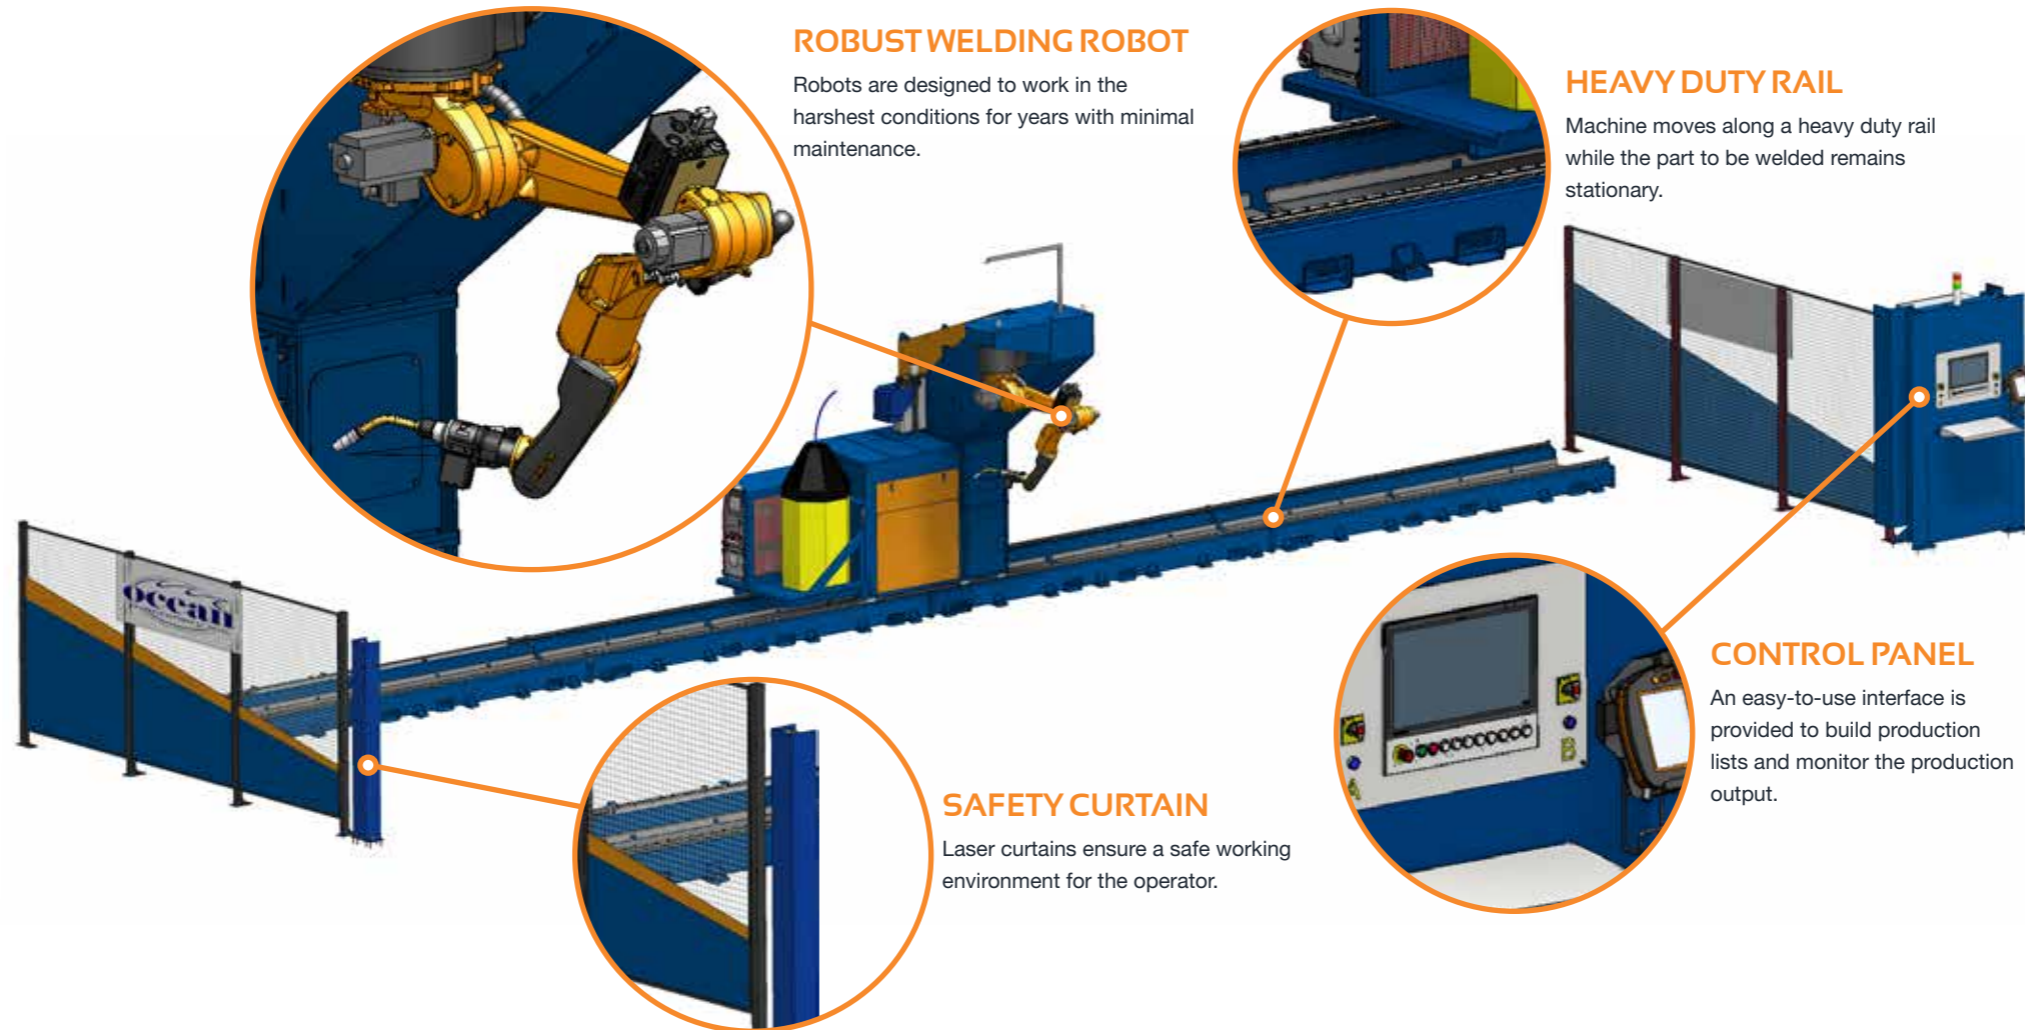 ROBUST WELDING ROBOT
Robots are designed to work in the
harshest conditions for years with minimal
maintenance.
HEAVY DUTY RAIL
Machine moves along a heavy duty rail
while the part to be welded remains
stationary.
ocean
CONTROL PANEL
An easy-to-use interface is
provided to build production
lists and monitor the production
output.
SAFETY CURTAIN
Laser curtains ensure a safe working
environment for the operator.
A
B